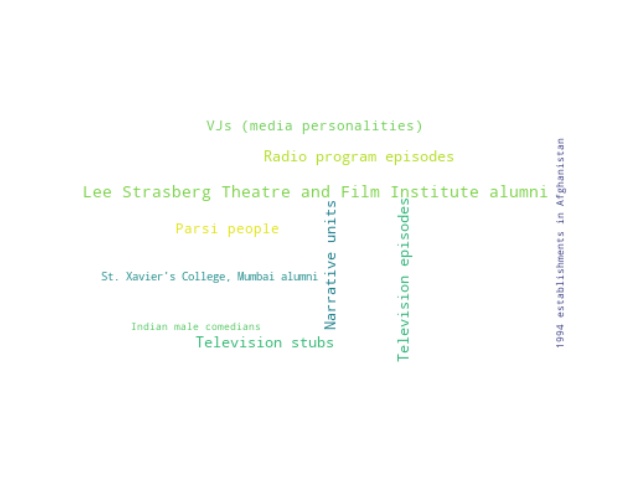 VJs (media personalities)
Radio program episodes
Lee Strasberg Theatre and Film Institute alumni
Parsi people
St. Xavier's College, Mumbai alumni
Indian male comedians
Television stubs
Narrative units
Television episodes
1994 establishments in Afghanistan